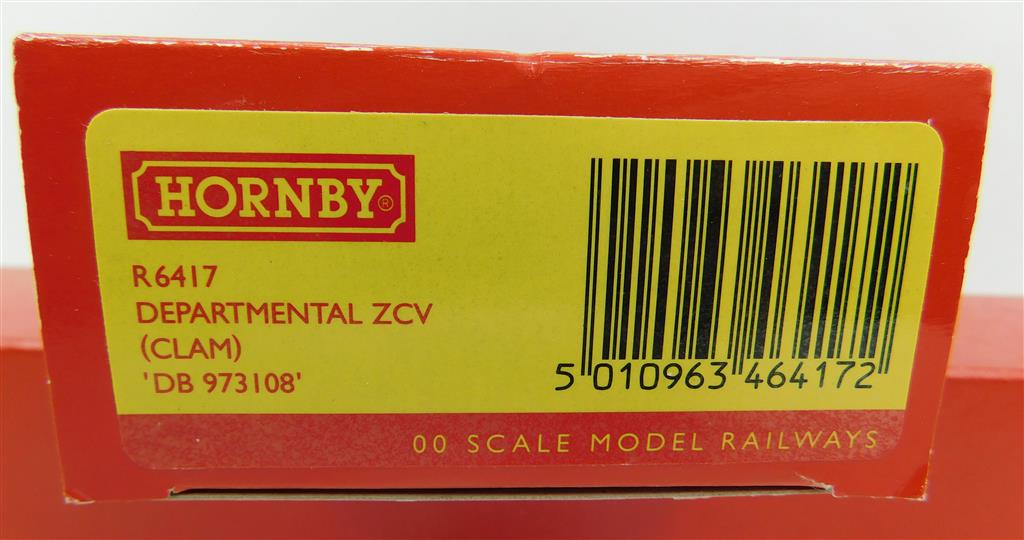 HORNBY®
R6417
DEPARTMENTAL ZCV
(CLAM)
'DB 973108'
5 010963 464172
00 SCALE MODEL RAILWAYS